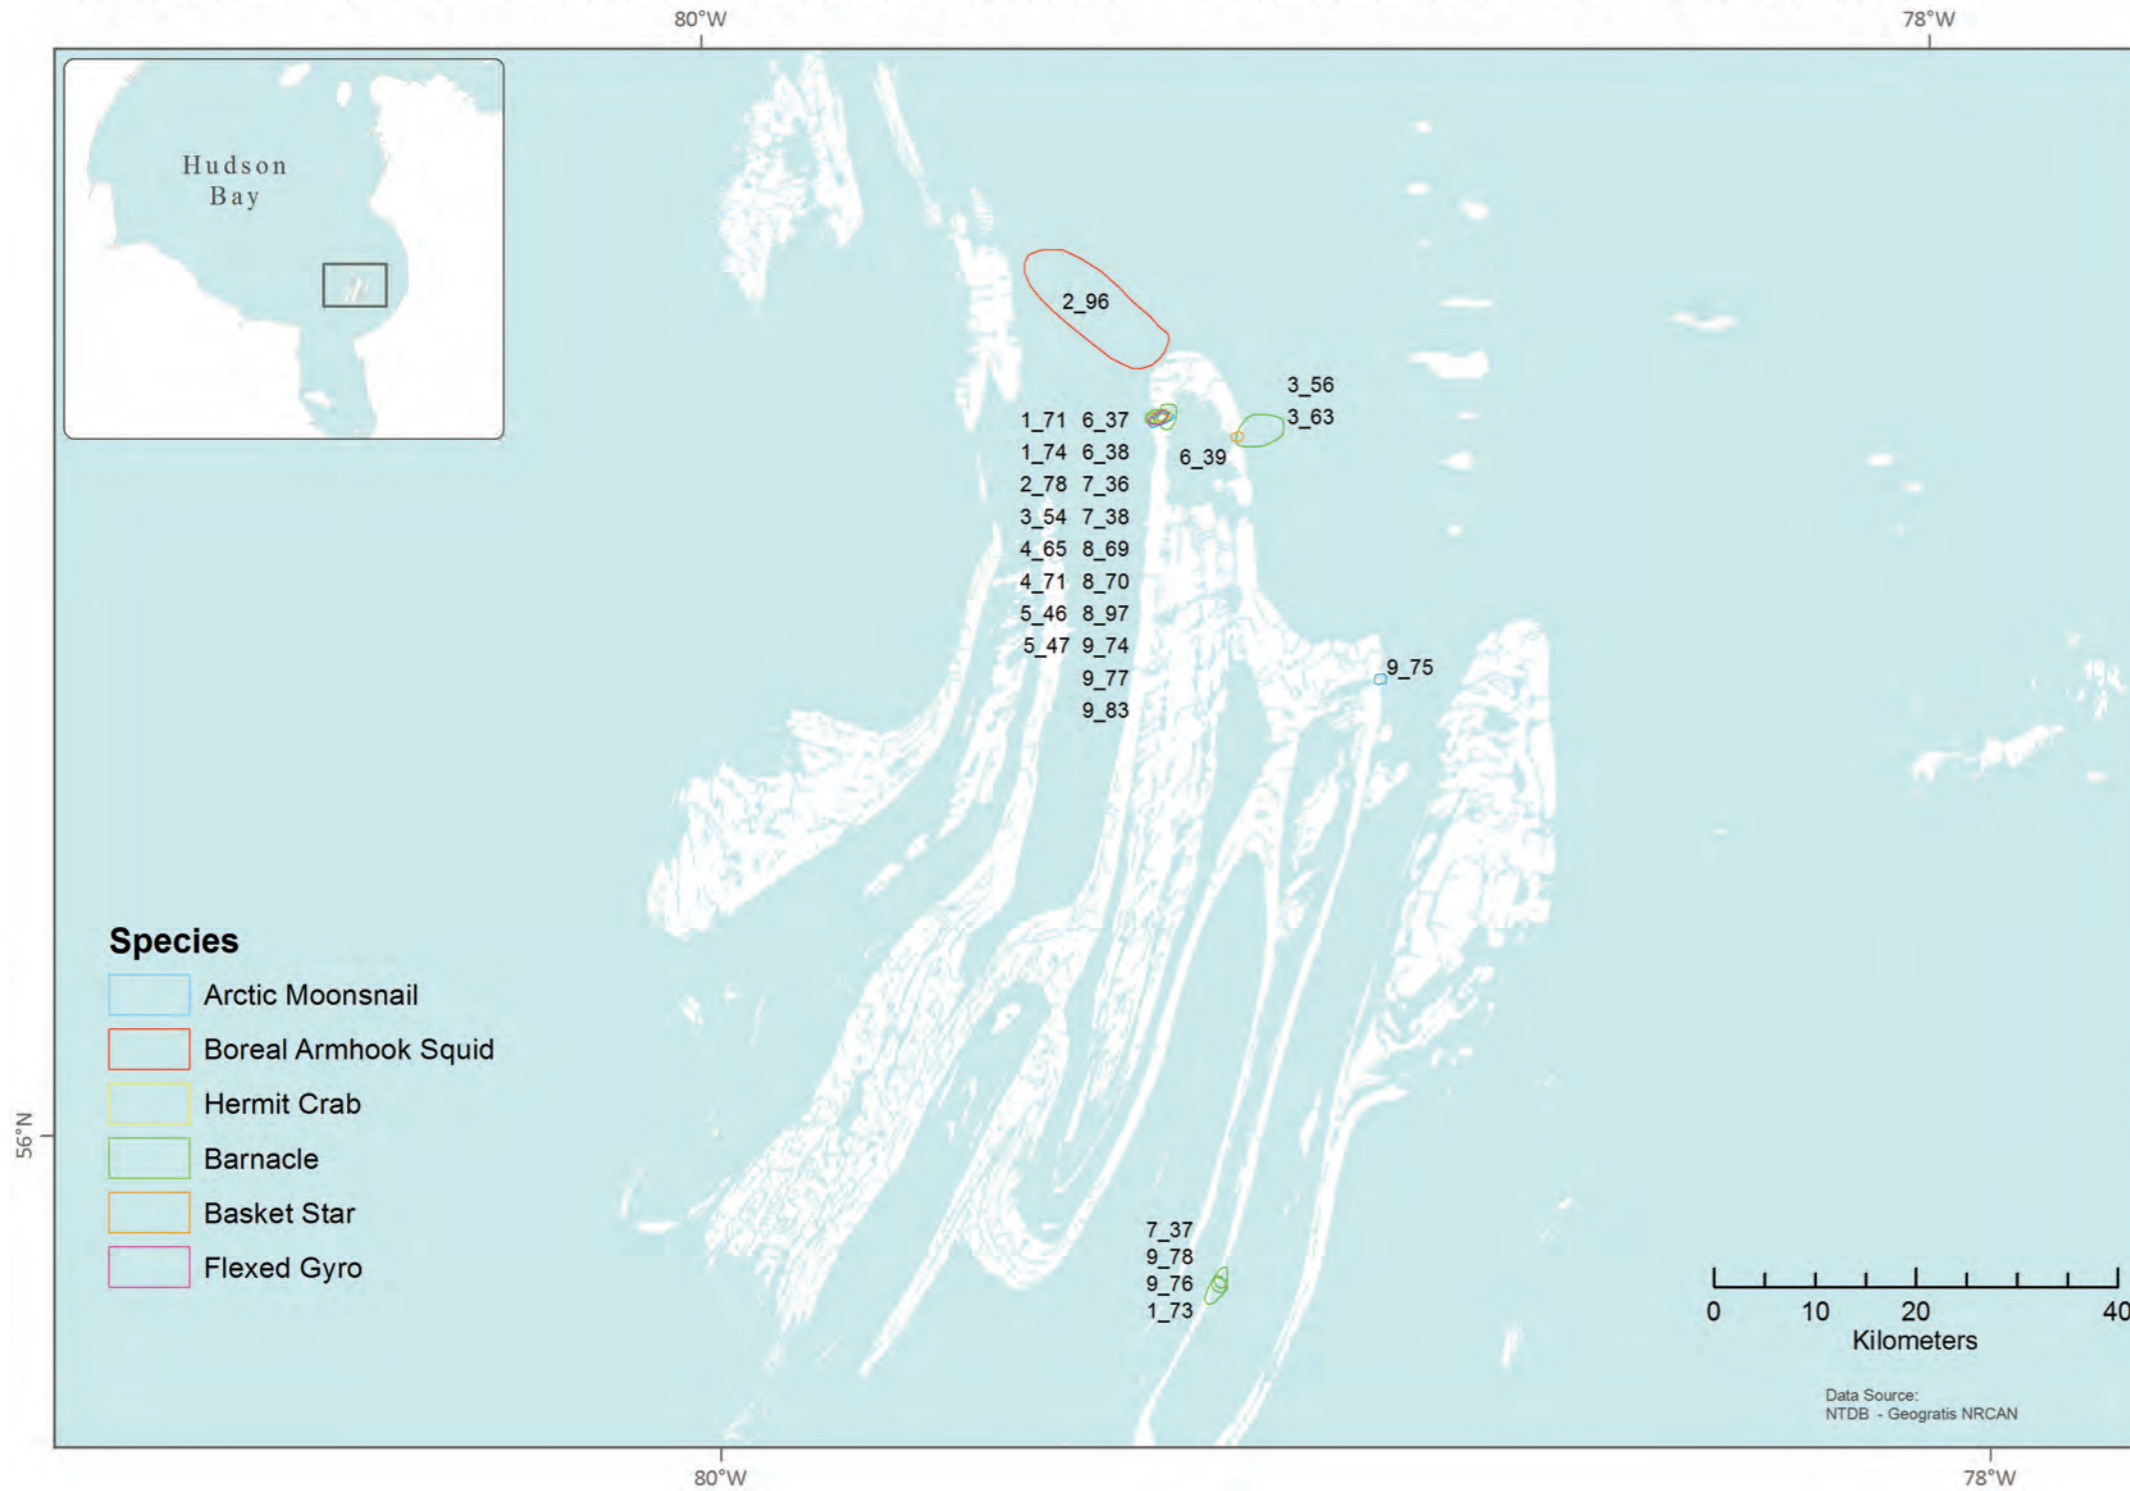 80°W
78°W
Hudson
Bay
2_96
3_56
3_63
1_71 6_37
1_74 6_38
6_39
2_78 7_36
3_54 7_38
4_65 8_69
4_71 8_70
5_46 8_97
5_47 9_74
9_75
9_77
9_83
Species
Arctic Moonsnail
Boreal Armhook Squid
Hermit Crab
56°N
Barnacle
Basket Star
Flexed Gyro
7_37
9_78
9_76
1_73
0 10 20 40
Kilometers
Data Source:
NTDB - Geogratis NRCAN
80°W
78°W